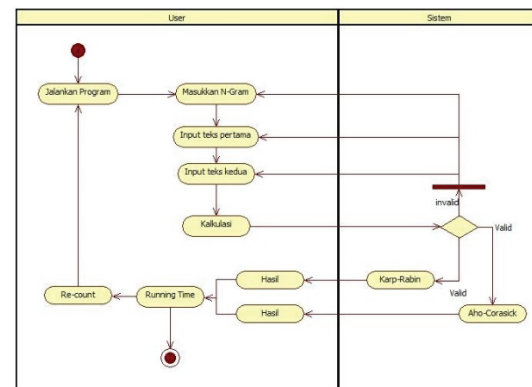 User
Sistem
Jalankan Program
Masukkan N-Gram
Input teks pertama
Input teks kedua
invalid
Kalkulasi
Valid
Hasil
Karp-Rabin
Re-count
Running Time
Valid
Hasil
Aho-Corasick